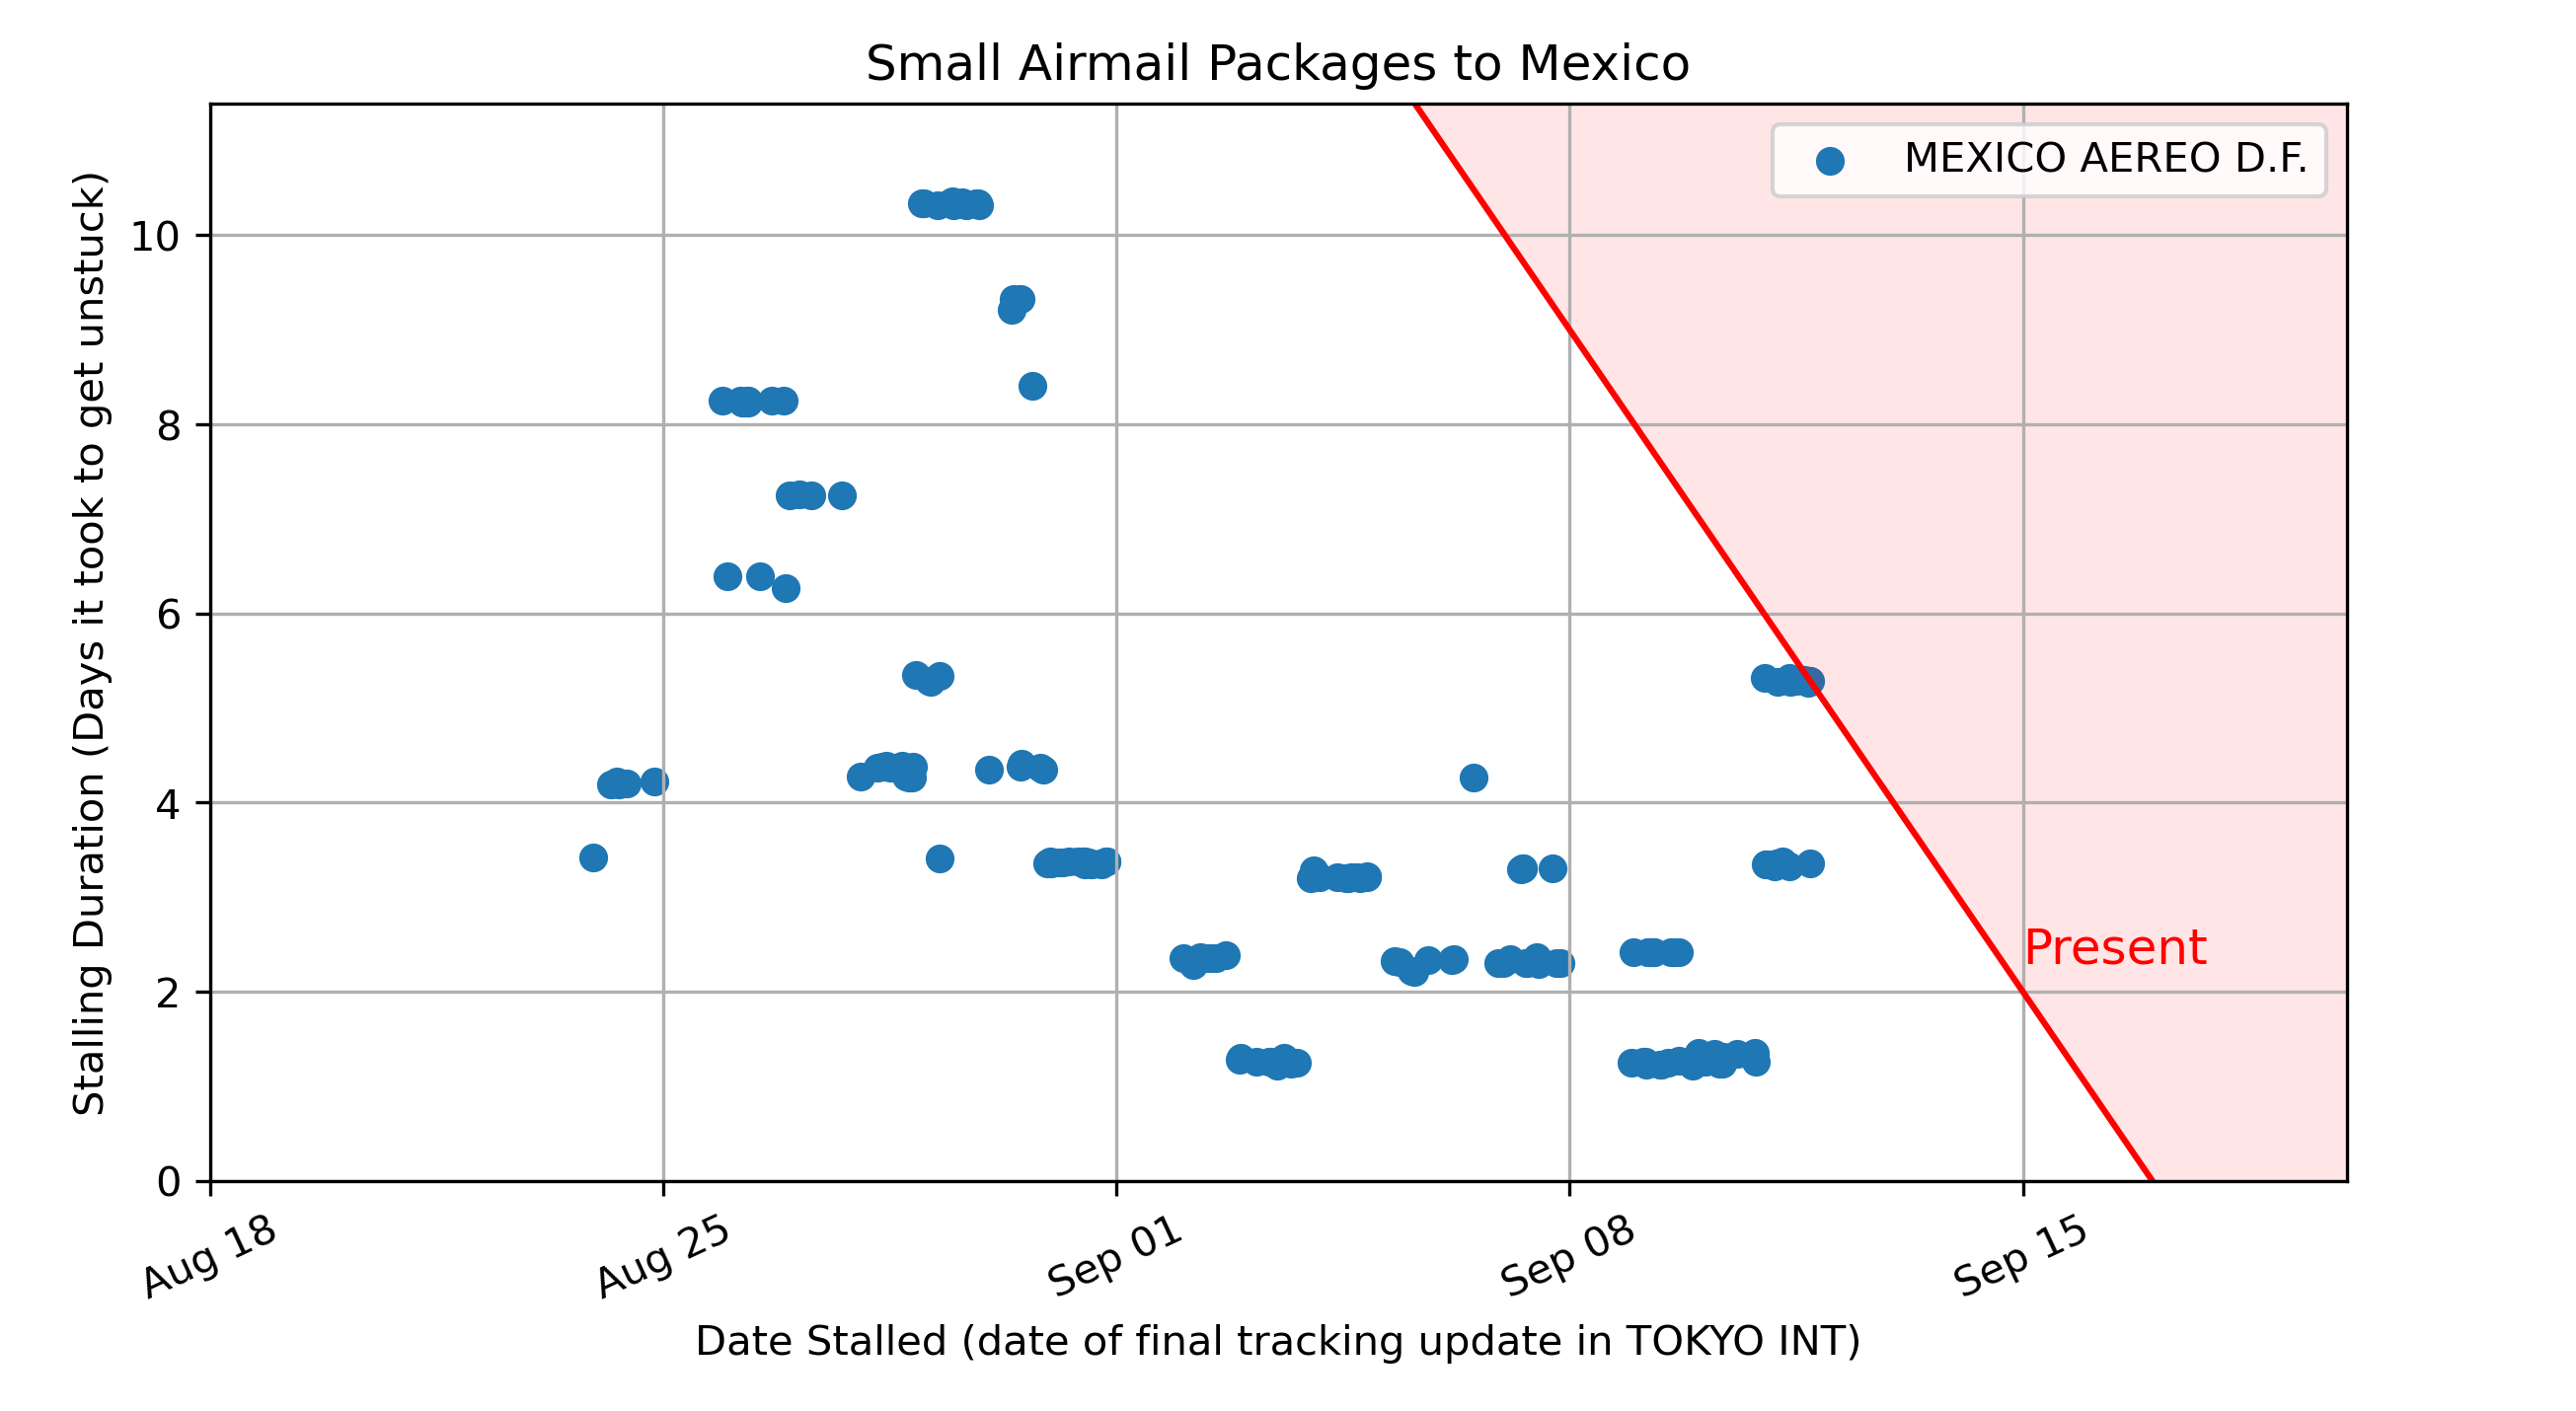 Small Airmail Packages to Mexico
MEXICO AEREO D.F.
Stalling Duration (Days it took to get unstuck)
10
8
6
4
2
0
Present
Aug 18
Aug 25
Sep 01
Sep 08
Sep 15
Date Stalled (date of final tracking update in TOKYO INT)